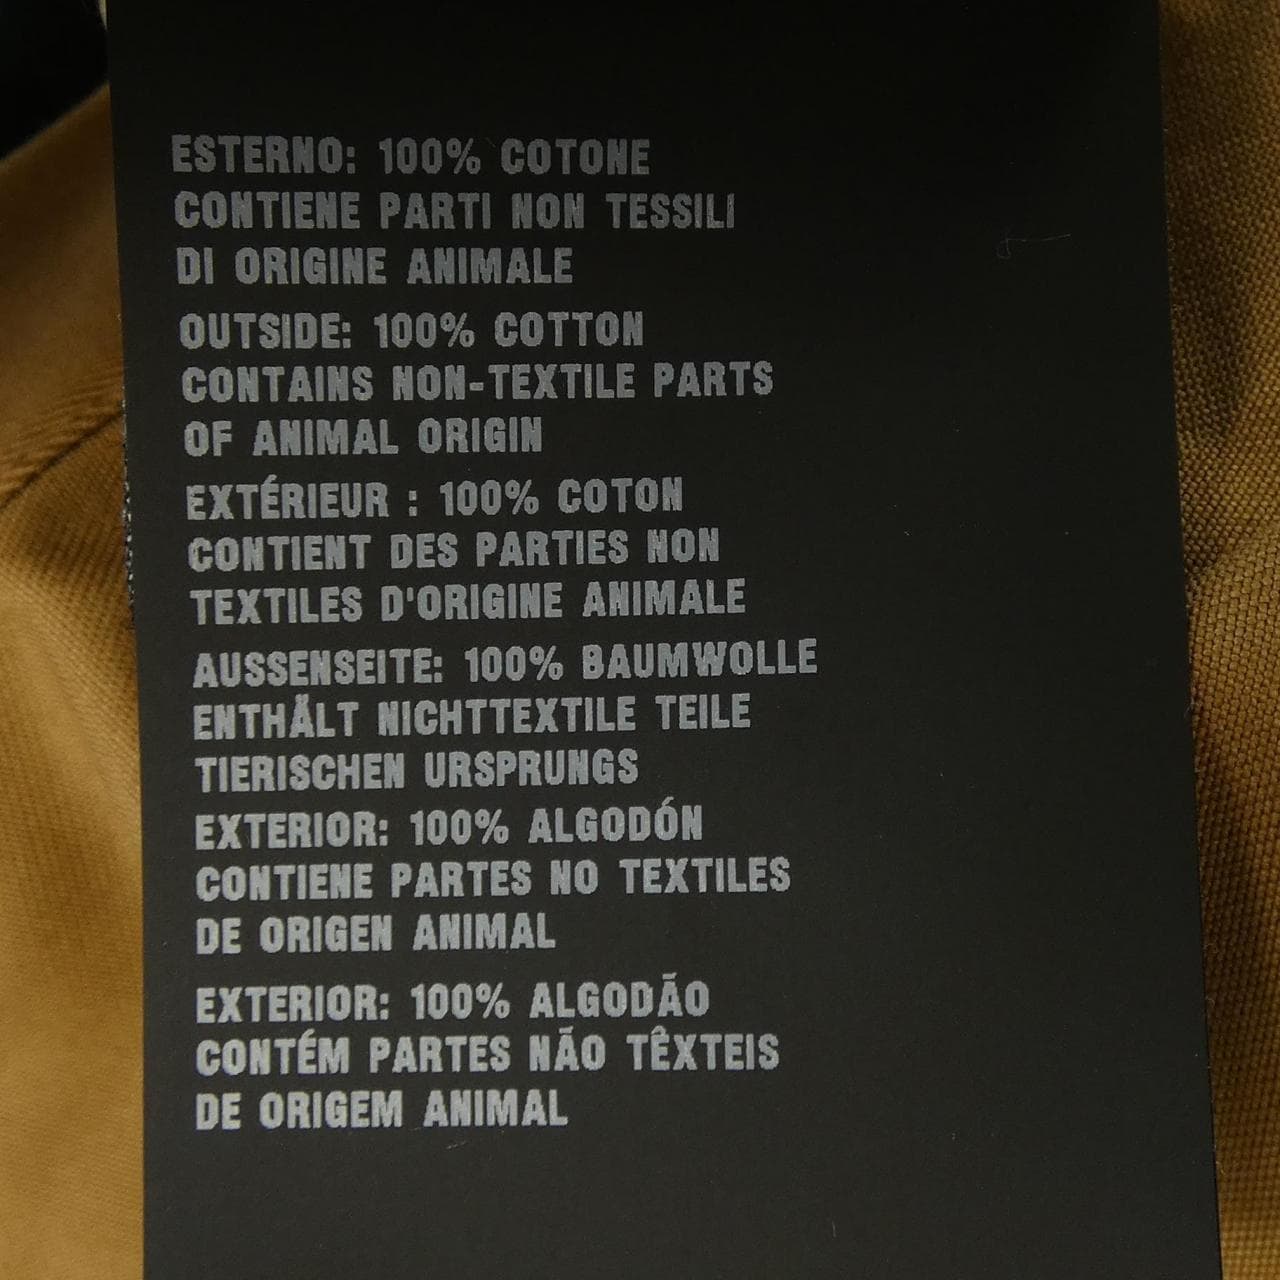 ESTERNO: 100% COTONE
CONTIENE PARTI NON TESSILI
DI ORIGINE ANIMALE
OUTSIDE: 100% COTTON
CONTAINS NON-TEXTILE PARTS
OF ANIMAL ORIGIN
EXTÉRIEUR : 100% COTON
CONTIENT DES PARTIES NON
TEXTILES D'ORIGINE ANIMALE
AUSSENSEITE: 100% BAUMWOLLE
ENTHÄLT NICHTTEXTILE TEILE
TIERISCHEN URSPRUNGS
EXTERIOR: 100% ALGODÓN
CONTIENE PARTES NO TEXTILES
DE ORIGEN ANIMAL
EXTERIOR: 100% ALGODÃO
CONTÉM PARTES NÃO TÊXTEIS
DE ORIGEM ANIMAL